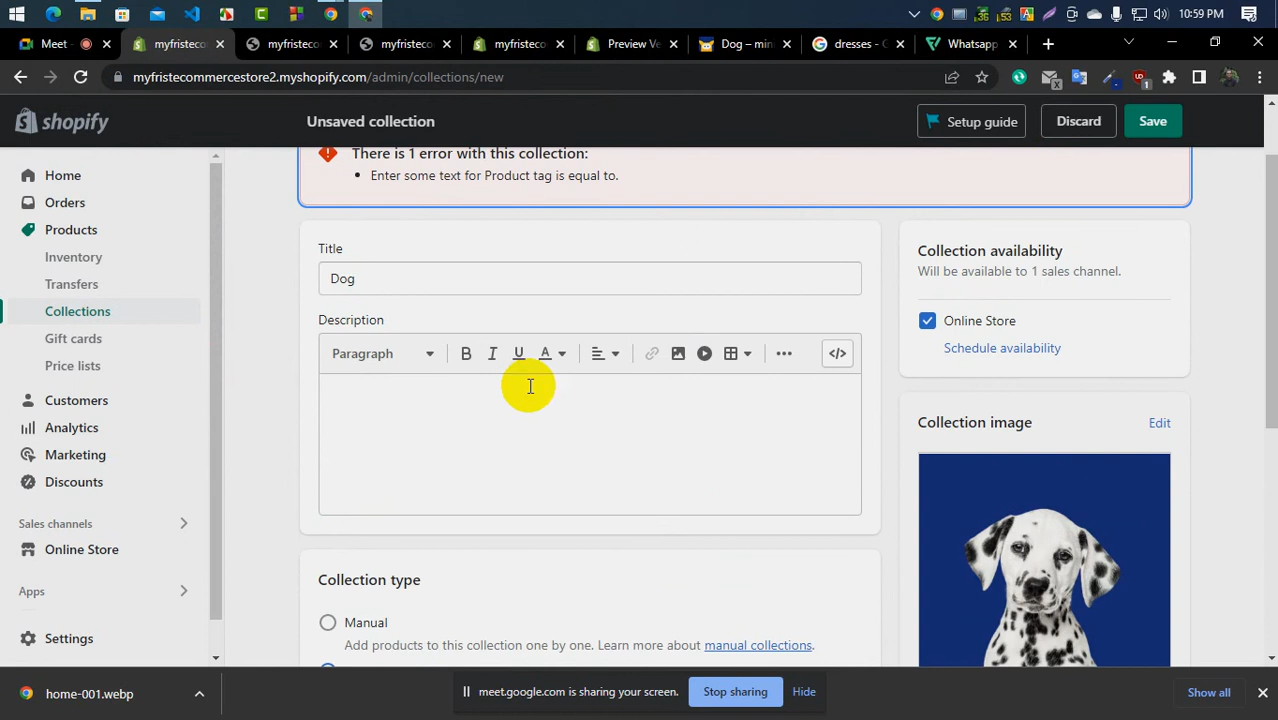 10:59 PM
Meet -
myfristeco
myfristeco
myfristeco
myfristeco
Preview Ve
Dog – min
dresses - G
Whatsapp
myfristecommercestore2.myshopify.com/admin/collections/new
shopify
Unsaved collection
Setup guide
Discard
Save
There is 1 error with this collection:
• Enter some text for Product tag is equal to.
Home
Orders
Products
Inventory
Transfers
Collections
Gift cards
Price lists
Customers
Analytics
Marketing
Discounts
Sales channels
Online Store
Apps
Settings
Title
Dog
Description
Paragraph
B I U A
</>
Collection type
Manual
Add products to this collection one by one. Learn more about manual collections.
Collection availability
Will be available to 1 sales channel.
Online Store
Schedule availability
Collection image
Edit
home-001.webp
meet.google.com is sharing your screen.
Stop sharing
Hide
Show all